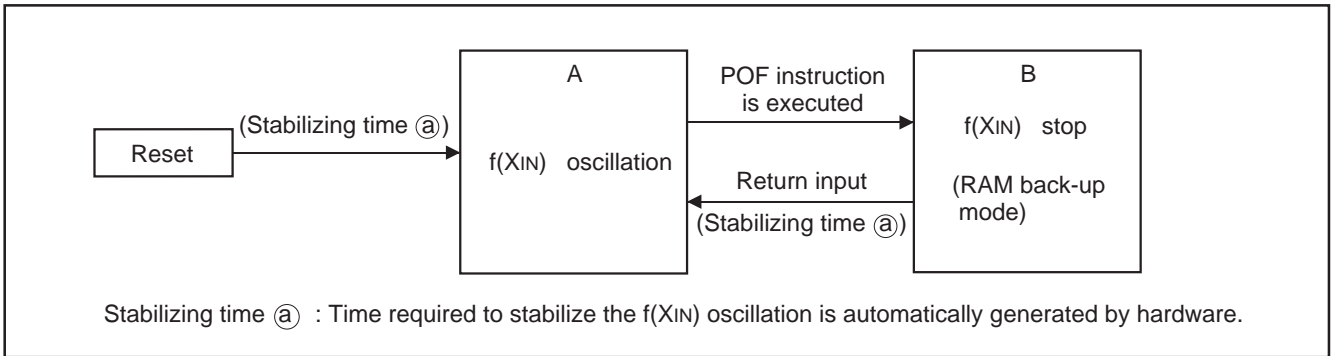 Reset
(Stabilizing time ⓐ)
A
f(XIN) oscillation
POF instruction
is executed
Return input
(Stabilizing time ⓐ)
B
f(XIN) stop
(RAM back-up
mode)
Stabilizing time ⓐ : Time required to stabilize the f(XIN) oscillation is automatically generated by hardware.